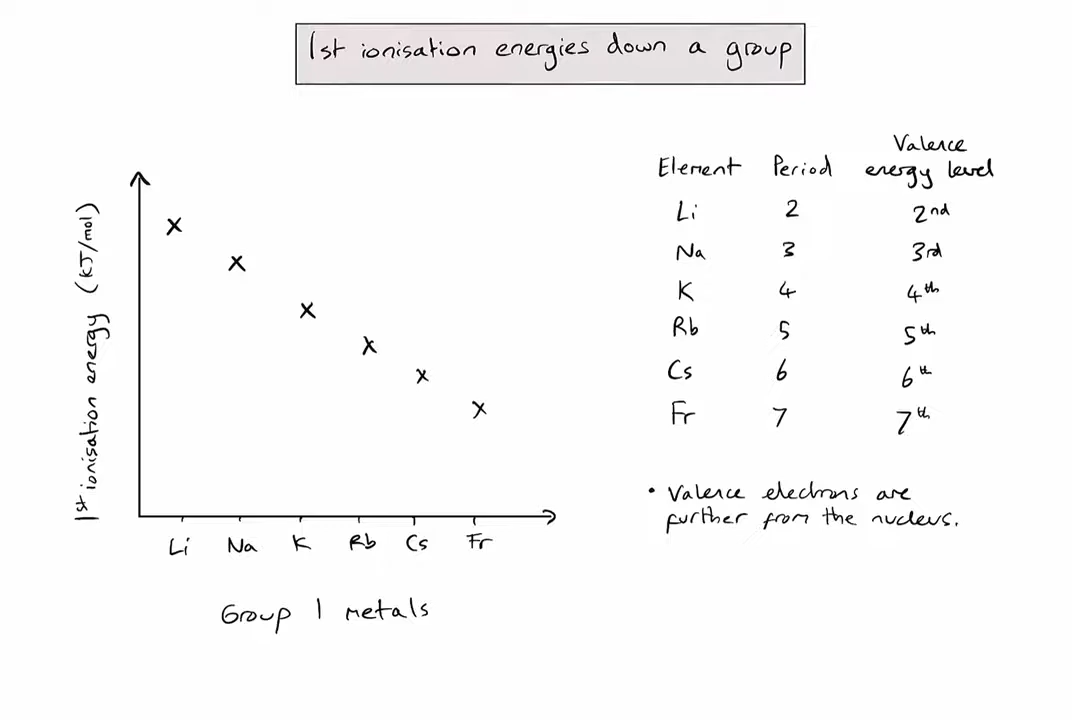 1st ionisation energies down a group
1st ionisation energy (kJ/mol)
Li Na K Rb Cs Fr
Group 1 metals
Valence
Element Period energy level
Li 2 2nd
Na 3 3rd
K 4 4th
Rb 5 5th
Cs 6 6th
Fr 7 7th
• Valence electrons are
further from the nucleus.